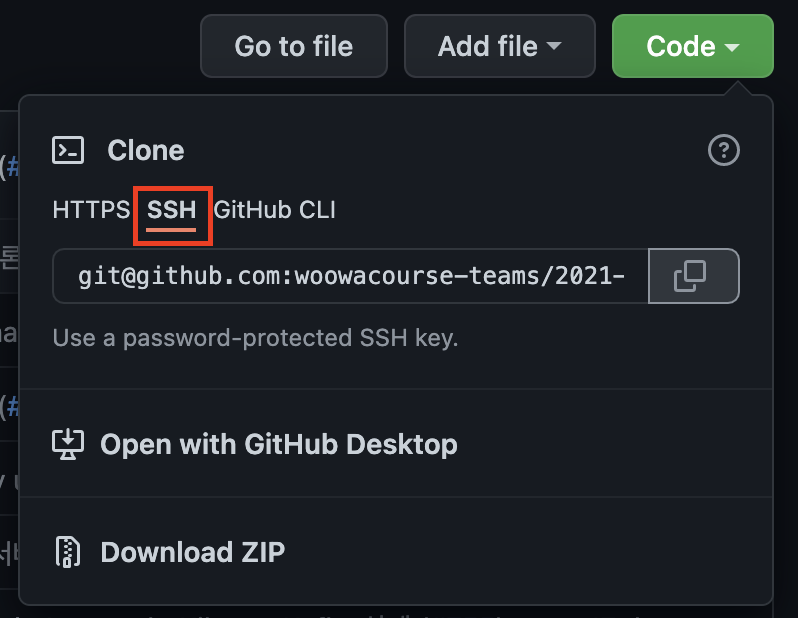 Go to file
Add file
Code
Clone
HTTPS SSH GitHub CLI
git@github.com:woowacourse-teams/2021-
Use a password-protected SSH key.
Open with GitHub Desktop
Download ZIP
(#
론
(#